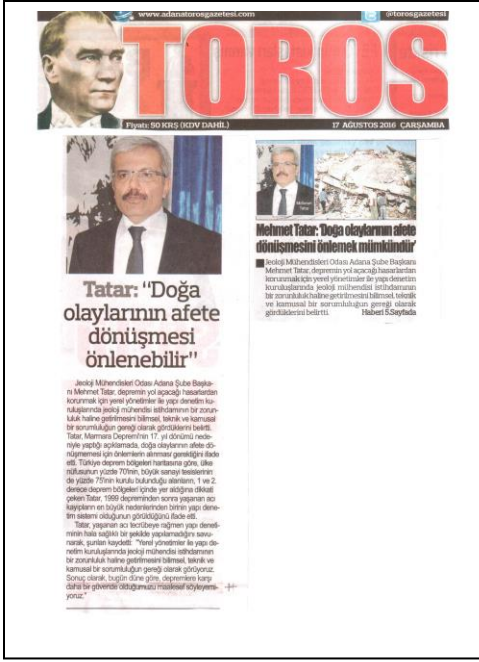 www.adanatorosgazetesi.com
@torosgazetesi
TOROS
Fiyatı: 50 KRŞ (KDV DAHİL)
17 AĞUSTOS 2016 ÇARŞAMBA
Tatar: "Doğa
olaylarının afete
dönüşmesi
önlenebilir"
Jeoloji Mühendisleri Odası Adana Şube Başka-
nı Mehmet Tatar, depremin yol açacağı hasarlardan
korunmak için yerel yönetimler ile yapı denetim ku-
ruluşlarında jeoloji mühendisi istihdamının bir zorun-
luluk haline getirilmesini bilimsel, teknik ve kamusal
bir sorumluluğun gereği olarak gördüklerini belirtti.
Tatar, Marmara Depremi'nin 17. yıl dönümü nede-
niyle yaptığı açıklamada, doğa olaylarının afete dö-
nüşmemesi için önlemlerin alınması gerektiğini ifade
etti. Türkiye deprem bölgeleri haritasına göre, ülke
nüfusunun yüzde 70'inin, büyük sanayi tesislerinin
de yüzde 75'inin kurulu bulunduğu alanların, 1 ve 2.
derece deprem bölgeleri içinde yer aldığına dikkati
çeken Tatar, 1999 depreminden sonra yaşanan acı
kayıpların en büyük nedenlerinden birinin yapı dene-
tim sistemi olduğunun görüldüğünü ifade etti.
Tatar, yaşanan acı tecrübeye rağmen yapı deneti-
minin hala sağlıklı bir şekilde yapılamadığını savu-
narak, şunları kaydetti: "Yerel yönetimler ile yapı de-
netim kuruluşlarında jeoloji mühendisi istihdamının
bir zorunluluk haline getirilmesini bilimsel, teknik ve
kamusal bir sorumluluğun gereği olarak görüyoruz.
Sonuç olarak, bugün düne göre, depremlere karşı
daha bir güvende olduğumuzu maalesef söyleyemi-
yoruz."
Mehmet
Tatar
Mehmet Tatar: 'Doğa olaylarının afete
dönüşmesini önlemek mümkündür'
Jeoloji Mühendisleri Odası Adana Şube Başkanı
Mehmet Tatar, depremin yol açacağı hasarlardan
korunmak için yerel yönetimler ile yapı denetim
kuruluşlarında jeoloji mühendisi istihdamının
bir zorunluluk haline getirilmesini bilimsel, teknik
ve kamusal bir sorumluluğun gereği olarak
gördüklerini belirtti. Haberi 5.Sayfada